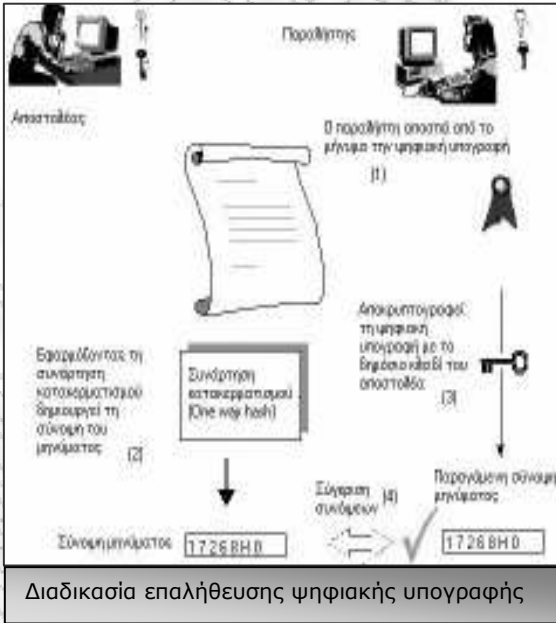 Παραλήπτης
Αποστολέας
Ο παραλήπτη αποσπά από το
μήνυμα την ψηφιακή υπογραφή
(1)
Αποκρυπτογραφεί
τη ψηφιακή
υπογραφή με το
δημόσιο κλειδί του
αποστολέα
(3)
Εφαρμόζοντας τη
συνάρτηση
κατακερματισμού
δημιουργεί τη
σύνοψη του
μηνύματος
(2)
Συνάρτηση
κατακερματισμού
(One way hash)
Σύγκριση (4)
συνόψεων
Παραγόμενη σύνοψη
μηνύματος
Σύνοψη μηνύματος
17268H0
17268H0
Διαδικασία επαλήθευσης ψηφιακής υπογραφής